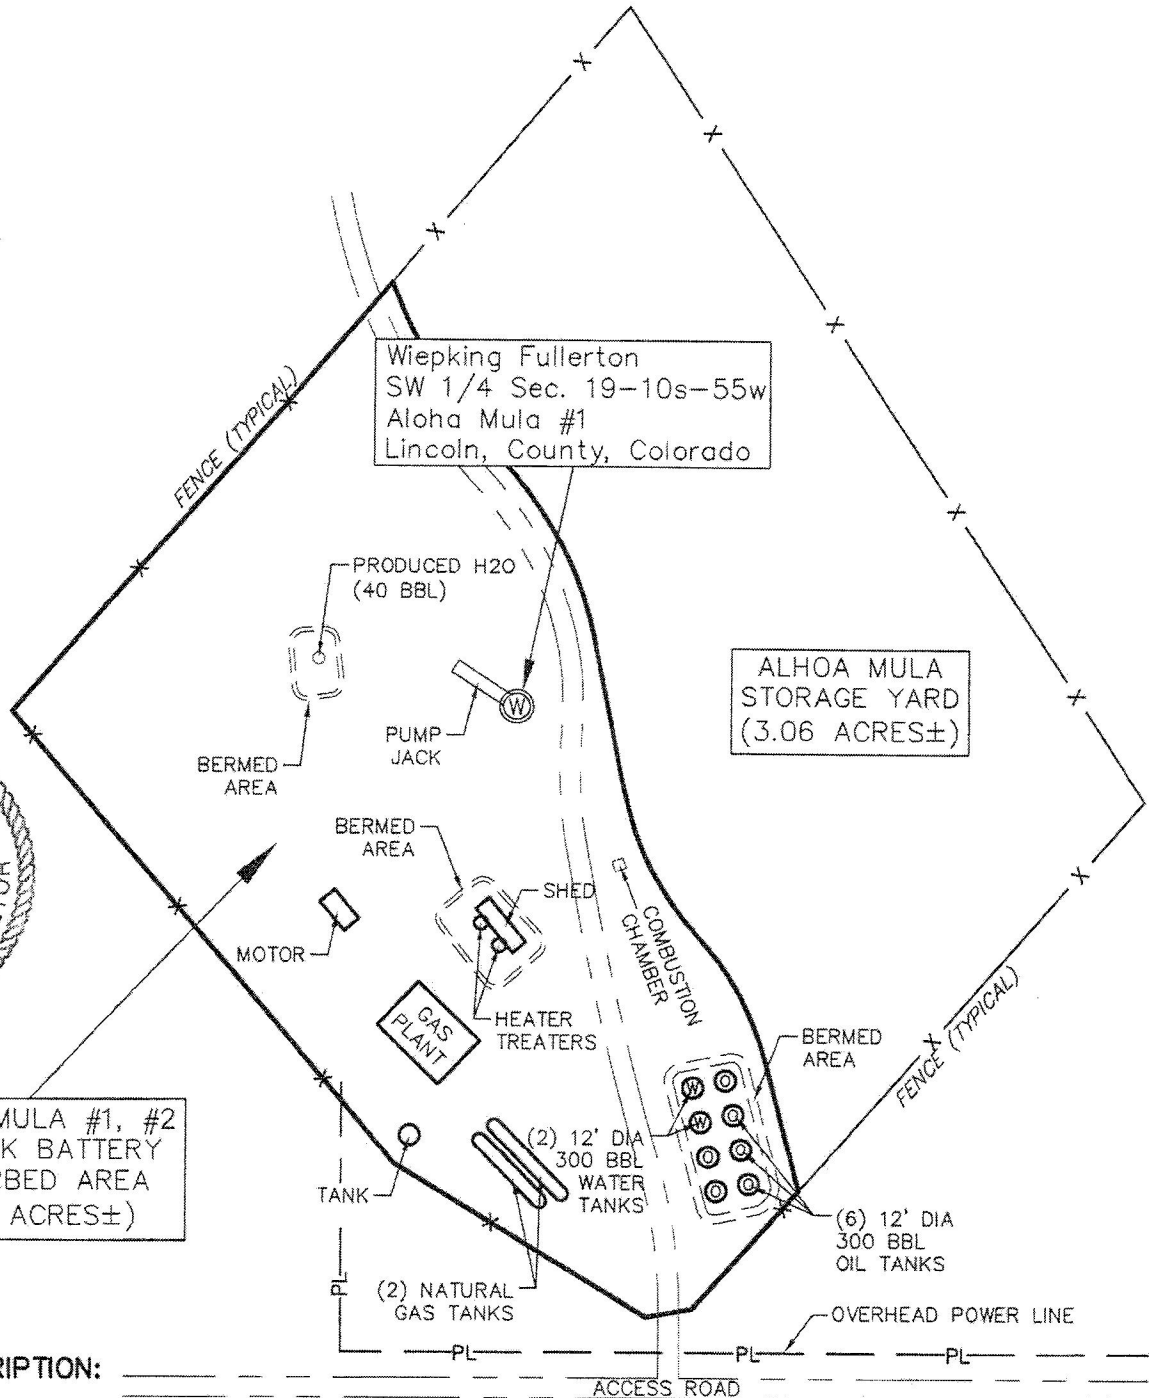 Wiepking Fullerton
SW 1/4 Sec. 19-10s-55w
Aloha Mula #1
Lincoln, County, Colorado
FENCE (TYPICAL)
PRODUCED H2O
(40 BBL)
W
PUMP
JACK
BERMED
AREA
ALHOA MULA
STORAGE YARD
(3.06 ACRES±)
BERMED
AREA
SHED
MOTOR
COMBUSTION
CHAMBER
HEATER
TREATERS
GAS
PLANT
BERMED
AREA
FENCE (TYPICAL)
MULA #1, #2
BATTERY
AREA
ACRES±)
TANK
(2) 12' DIA
300 BBL
WATER
TANKS
W O
W O
O O
O O
(6) 12' DIA
300 BBL
OIL TANKS
(2) NATURAL
GAS TANKS
PL
OVERHEAD POWER LINE
PL PL PL
RIPTION:
ACCESS ROAD